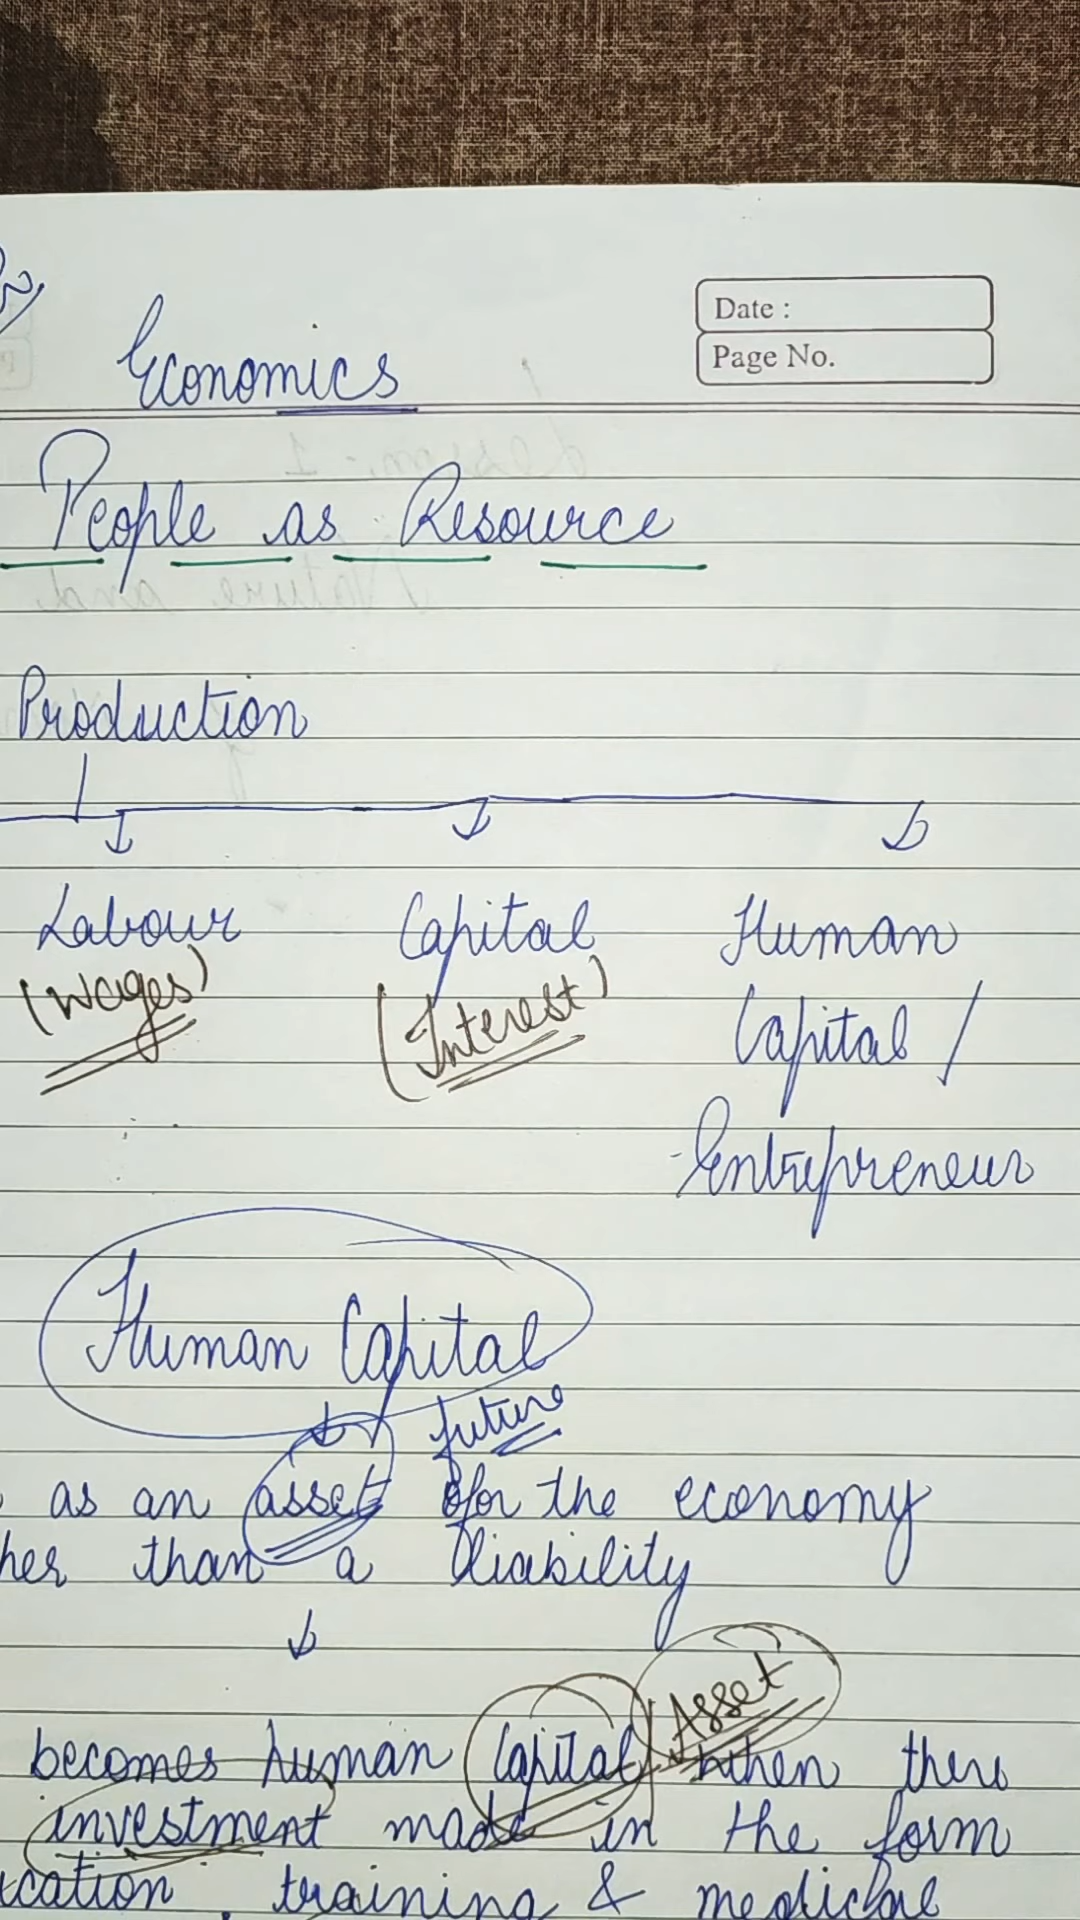 Economics
Date :
Page No.
People as Resource
Production
Labour Capital Human
(Wages) (Interest) Capital /
Entrepreneur
Human Capital
future
as an asset for the economy
her than a liability
Asset
becomes human Capital when there
investment made in the form
cation, training & medical